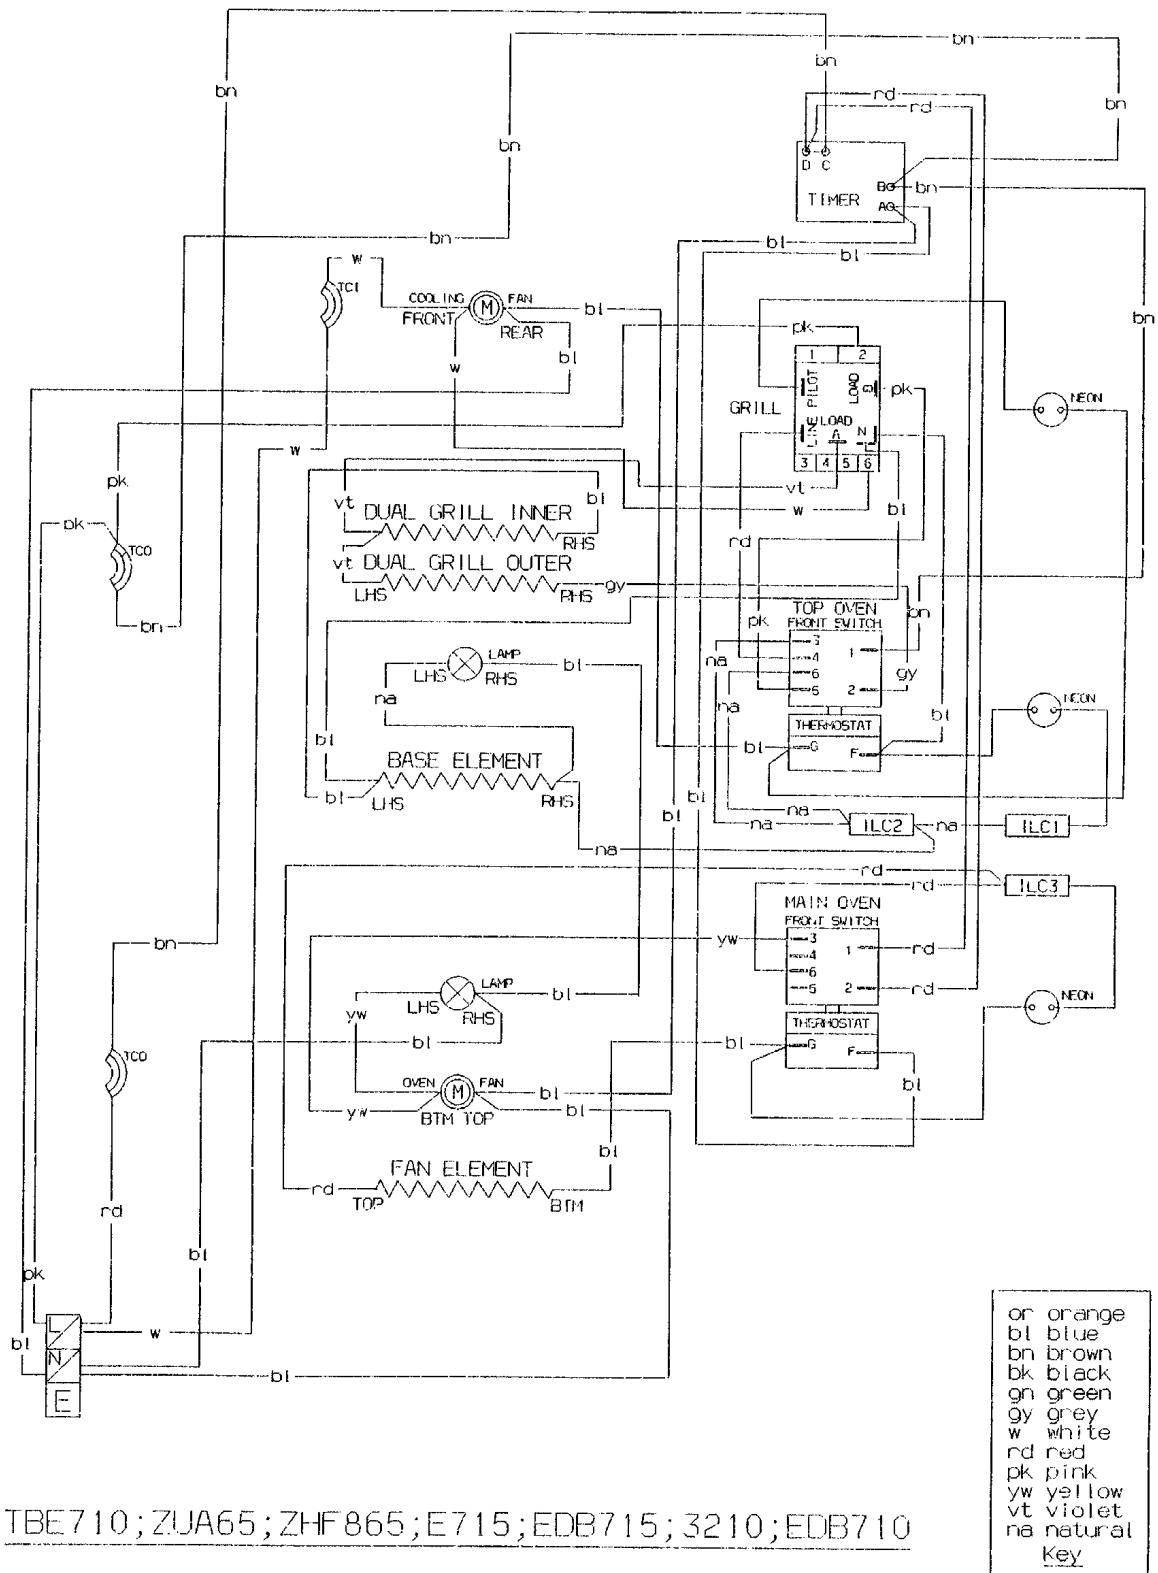 bn
bn
bn
rd
rd
bn
bn
D C
bn
TIMER
B
bn
A
bn
bl
bl
w
TC1
COOLING
M
FAN
bl
FRONT
REAR
bn
pk
bl
w
1 2
PILOT
LOAD
pk
NEON
GRILL
LINE
LOAD
A
N
w
3 4 5 6
pk
vt
vt
bl
w
bl
pk
DUAL GRILL INNER
RHS
rd
TCO
vt
DUAL GRILL OUTER
LHS
RHS
gy
bn
TOP OVEN
FRONT SWITCH
bn
pk
3
4
6
5
1
2
na
gy
LAMP
LHS
RHS
bl
na
na
NEON
bl
THERMOSTAT
bl
G
F
bl
BASE ELEMENT
bl
LHS
RHS
bl
bl
na
na
ILC2
na
ILC1
na
rd
rd
ILC3
MAIN OVEN
FRONT SWITCH
yw
3
4
6
5
1
2
rd
rd
bn
LAMP
LHS
RHS
bl
NEON
yw
THERMOSTAT
bl
bl
G
F
TCO
bl
OVEN
M
FAN
bl
yw
BTM TOP
bl
bl
FAN ELEMENT
rd
TOP
BTM
rd
bl
pk
L
w
bl
N
bl
E
or orange
bl blue
bn brown
bk black
gn green
gy grey
w white
rd red
pk pink
yw yellow
vt violet
na natural
Key
TBE710;ZUA65;ZHF865;E715;EDB715;3210;EDB710